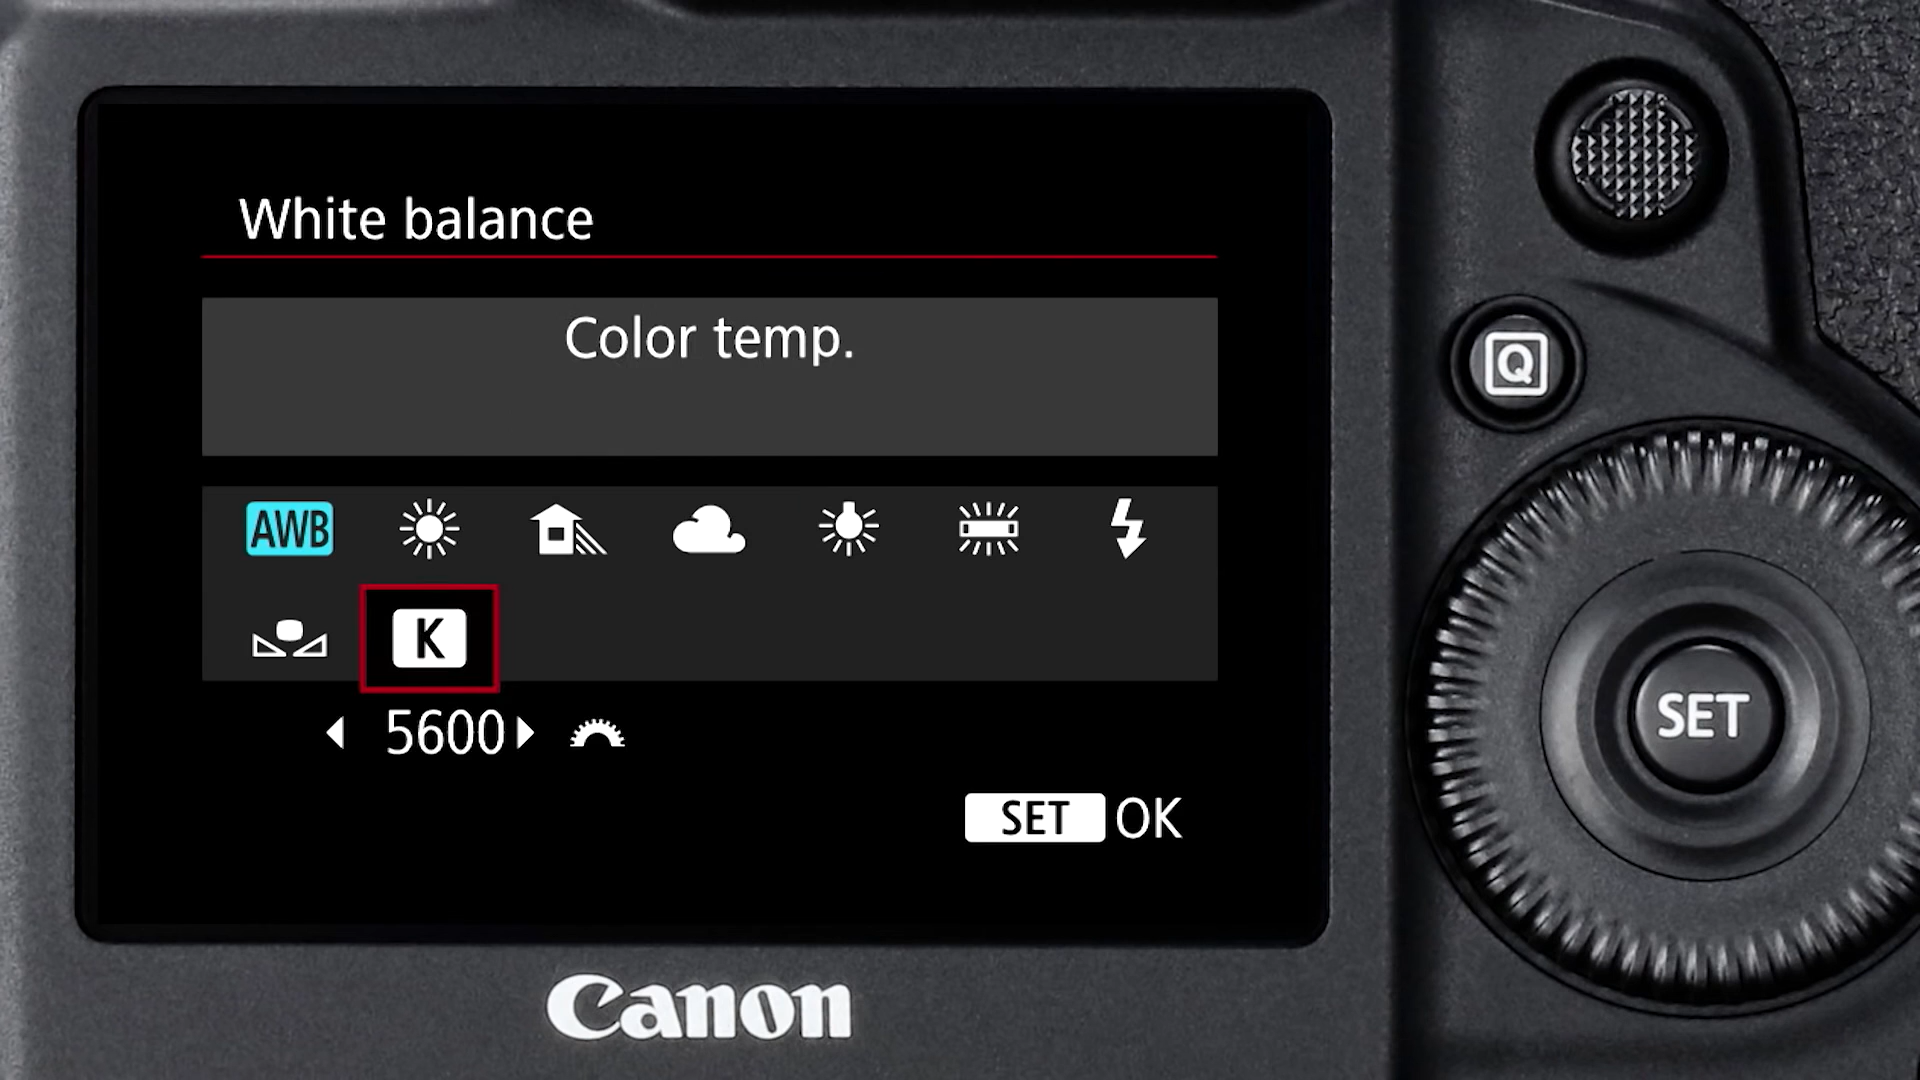 White balance
Color temp.
Q
AWB
K
5600
SET
SET OK
Canon